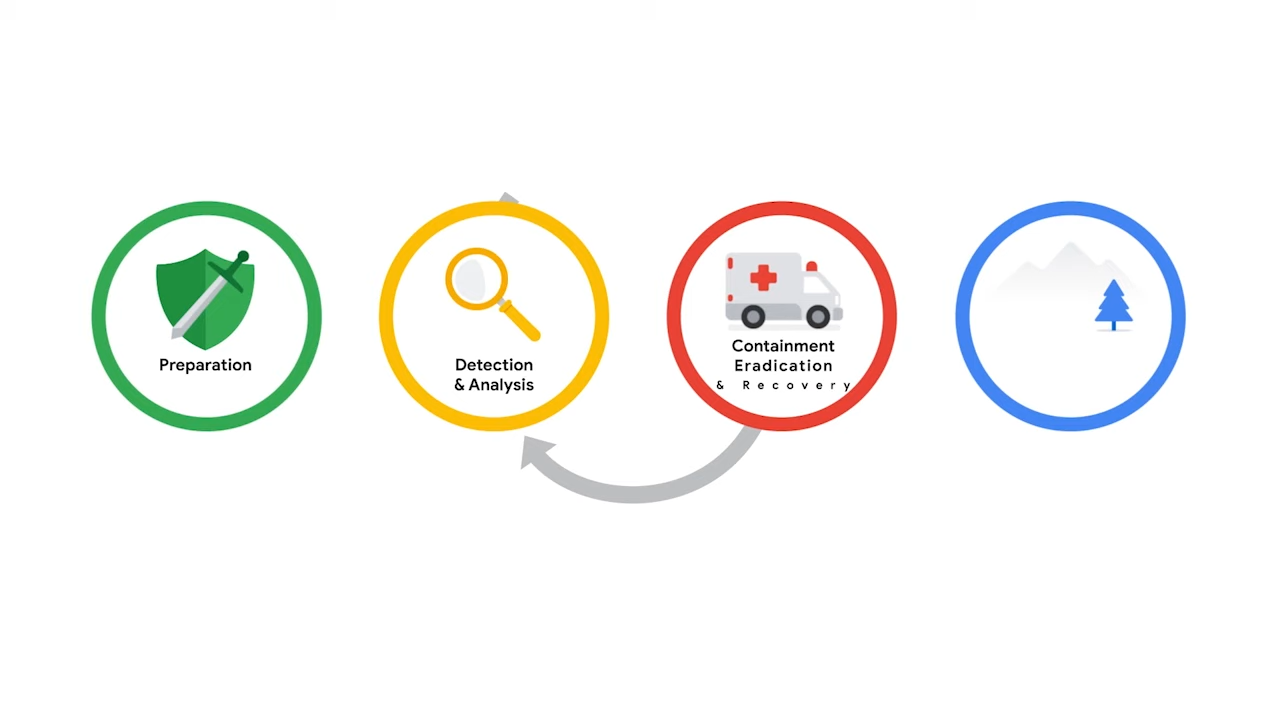 Preparation
Detection
& Analysis
Containment
Eradication
& Recovery